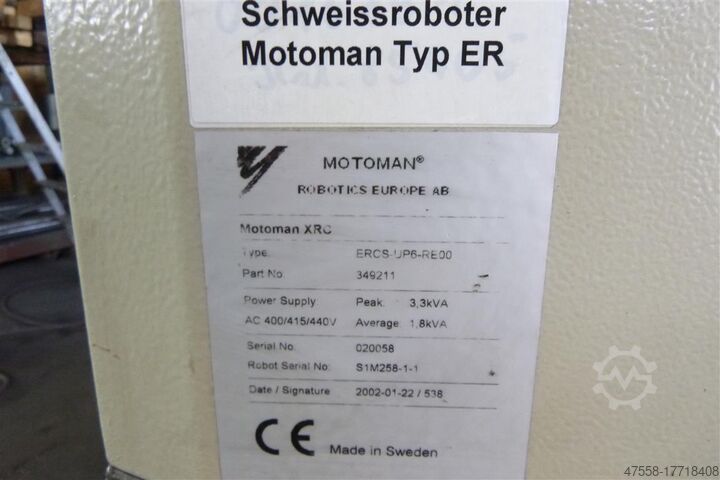 Schweissroboter
Motoman Typ ER
MOTOMAN®
ROBOTICS EUROPE AB
Motoman XRC
Type: ERCS-UP6-RE00
Part No. 349211
Power Supply Peak: 3,3kVA
AC 400/415/440V Average: 1,8kVA
Serial No. 020058
Robot Serial No: S1M258-1-1
Date / Signature 2002-01-22 / 538
CE Made in Sweden
47558-17718408